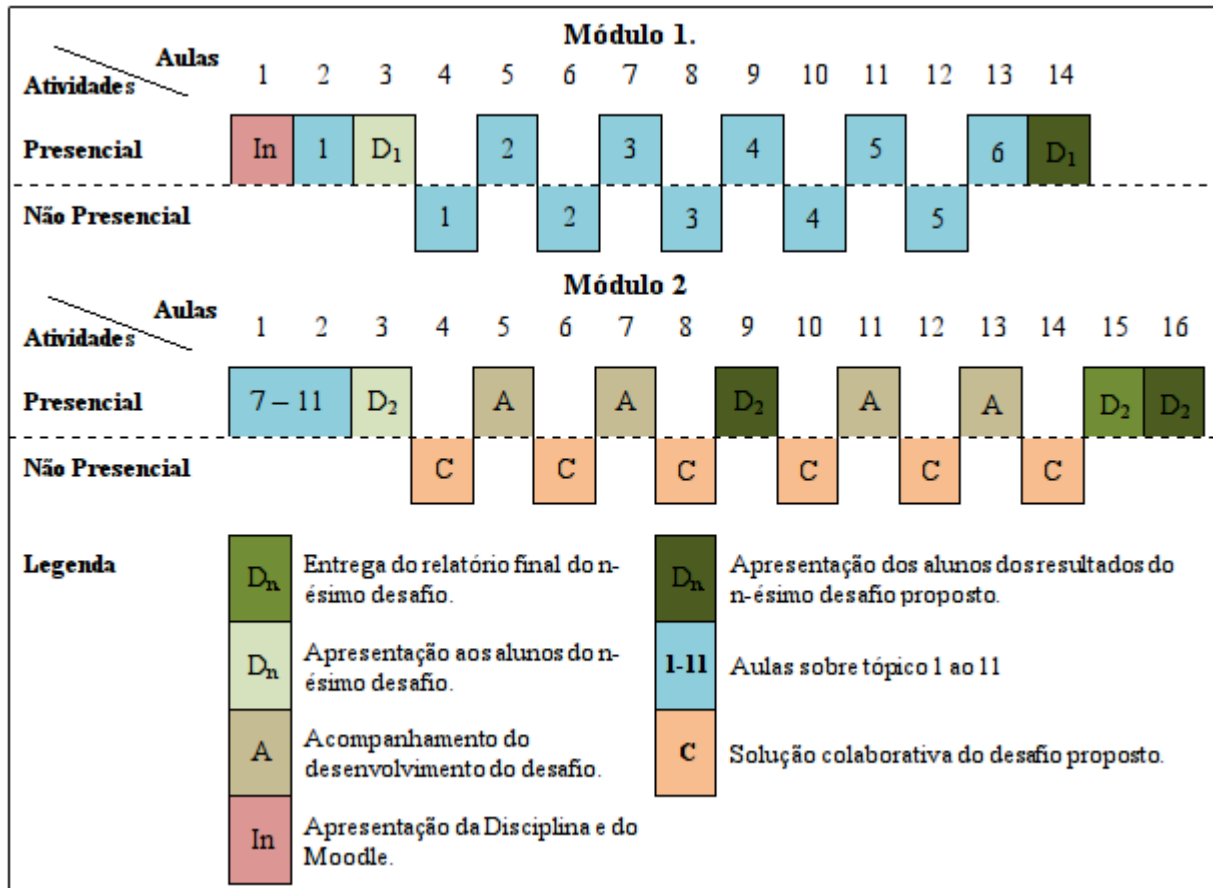 Módulo 1.
Aulas 1 2 3 4 5 6 7 8 9 10 11 12 13 14
Atividades
Presencial In 1 D1 2 3 4 5 6 D1
Não Presencial 1 2 3 4 5
Módulo 2
Aulas 1 2 3 4 5 6 7 8 9 10 11 12 13 14 15 16
Atividades
Presencial 7 – 11 D2 A A D2 A A D2 D2
Não Presencial C C C C C C
Legenda
Dn Entrega do relatório final do n-
ésimo desafio.
Dn Apresentação aos alunos do n-
ésimo desafio.
A Acompanhamento do
desenvolvimento do desafio.
In Apresentação da Disciplina e do
Moodle.
Dn Apresentação dos alunos dos resultados do
n-ésimo desafio proposto.
1-11 Aulas sobre tópico 1 ao 11
C Solução colaborativa do desafio proposto.